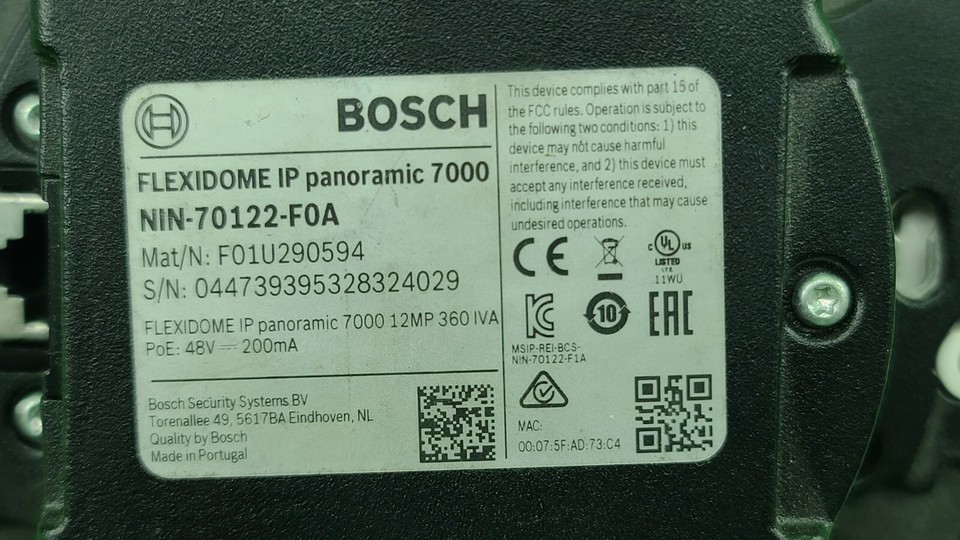 BOSCH
FLEXIDOME IP panoramic 7000
NIN-70122-F0A
Mat/N: F01U290594
S/N: 044739395328324029
FLEXIDOME IP panoramic 7000 12MP 360 IVA
PoE: 48V ⎓ 200mA
Bosch Security Systems BV
Torenallee 49, 5617BA Eindhoven, NL
Quality by Bosch
Made in Portugal
This device complies with part 15 of
the FCC rules. Operation is subject to
the following two conditions: 1) this
device may not cause harmful
interference, and 2) this device must
accept any interference received,
including interference that may cause
undesired operations.
CE
c UL us
LISTED
I.T.E.
11WU
10
EAC
MSIP-REI-BCS-
NIN-70122-F1A
MAC:
00:07:5F:AD:73:C4